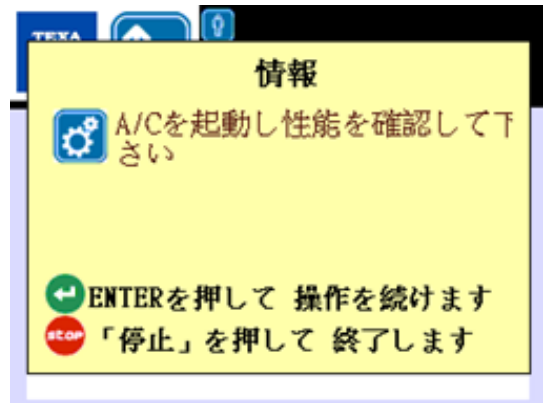 TEXA
情報
A/Cを起動し性能を確認して下
さい
ENTERを押して 操作を続けます
STOP「停止」を押して 終了します